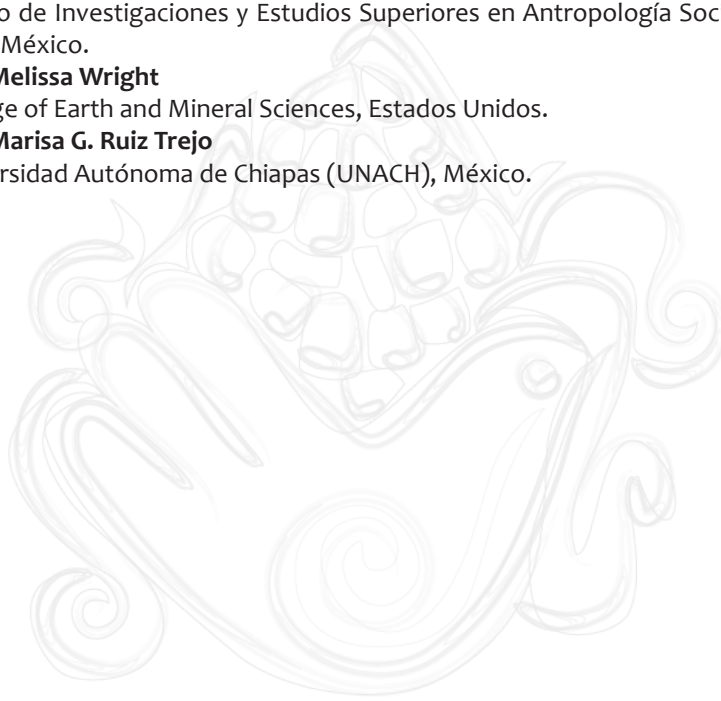 o de Investigaciones y Estudios Superiores en Antropología Soc
México.
Melissa Wright
ge of Earth and Mineral Sciences, Estados Unidos.
Marisa G. Ruiz Trejo
rsidad Autónoma de Chiapas (UNACH), México.